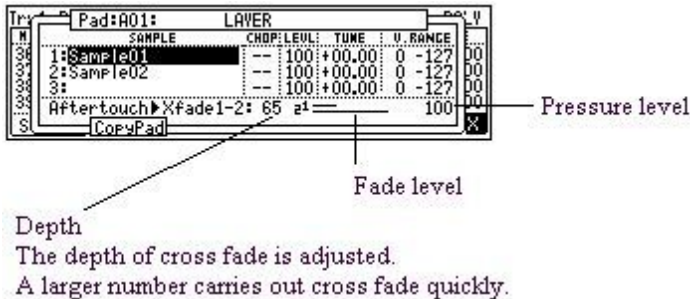 Pad:A01: LAYER
SAMPLE CHOP LEVL TUNE V.RANGE
1:Sample01 -- 100 +00.00 0 -127
2:Sample02 -- 100 +00.00 0 -127
3: -- 100 +00.00 0 -127
Aftertouch▶Xfade1-2: 65 2 1 100
CopyPad
Pressure level
Fade level
Depth
The depth of cross fade is adjusted.
A larger number carries out cross fade quickly.